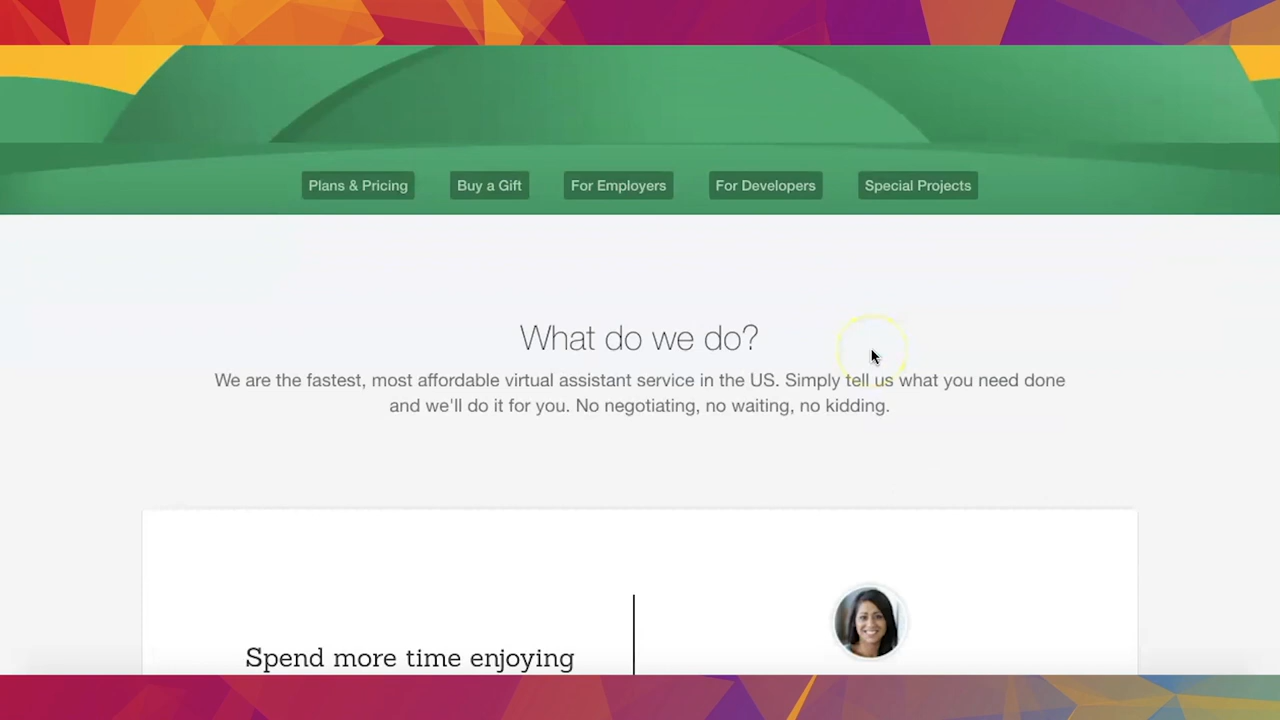 Plans & Pricing
Buy a Gift
For Employers
For Developers
Special Projects
What do we do?
We are the fastest, most affordable virtual assistant service in the US. Simply tell us what you need done
and we'll do it for you. No negotiating, no waiting, no kidding.
Spend more time enjoying